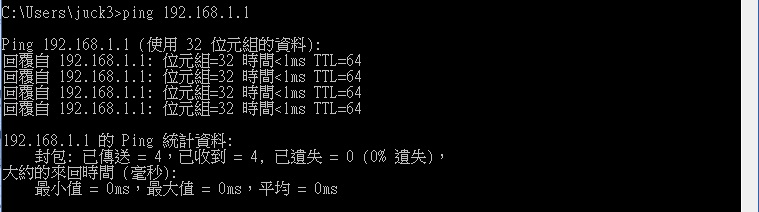 C:\Users\juck3>ping 192.168.1.1
Ping 192.168.1.1 (使用 32 位元組的資料):
回覆自 192.168.1.1: 位元組=32 時間<1ms TTL=64
回覆自 192.168.1.1: 位元組=32 時間<1ms TTL=64
回覆自 192.168.1.1: 位元組=32 時間<1ms TTL=64
回覆自 192.168.1.1: 位元組=32 時間<1ms TTL=64
192.168.1.1 的 Ping 統計資料:
封包: 已傳送 = 4，已收到 = 4, 已遺失 = 0 (0% 遺失)，
大約的來回時間 (毫秒):
最小值 = 0ms，最大值 = 0ms，平均 = 0ms